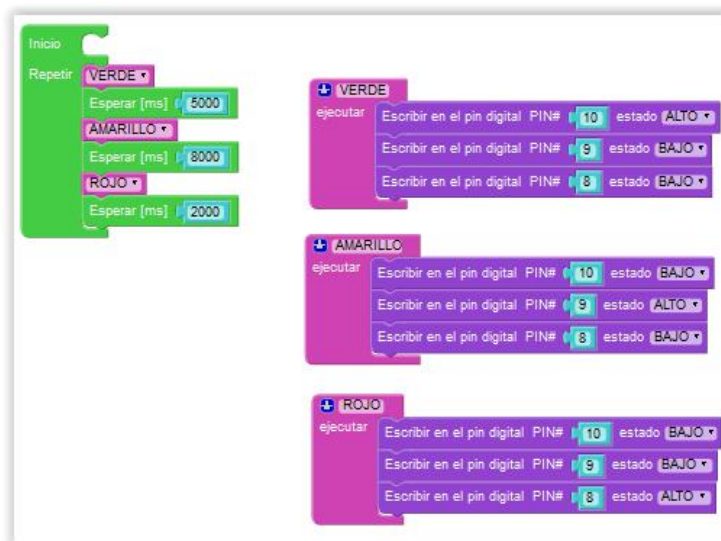 Inicio
Repetir VERDE
Esperar [ms] 5000
AMARILLO
Esperar [ms] 8000
ROJO
Esperar [ms] 2000
VERDE
ejecutar Escribir en el pin digital PIN# 10 estado ALTO
Escribir en el pin digital PIN# 9 estado BAJO
Escribir en el pin digital PIN# 8 estado BAJO
AMARILLO
ejecutar Escribir en el pin digital PIN# 10 estado BAJO
Escribir en el pin digital PIN# 9 estado ALTO
Escribir en el pin digital PIN# 8 estado BAJO
ROJO
ejecutar Escribir en el pin digital PIN# 10 estado BAJO
Escribir en el pin digital PIN# 9 estado BAJO
Escribir en el pin digital PIN# 8 estado ALTO